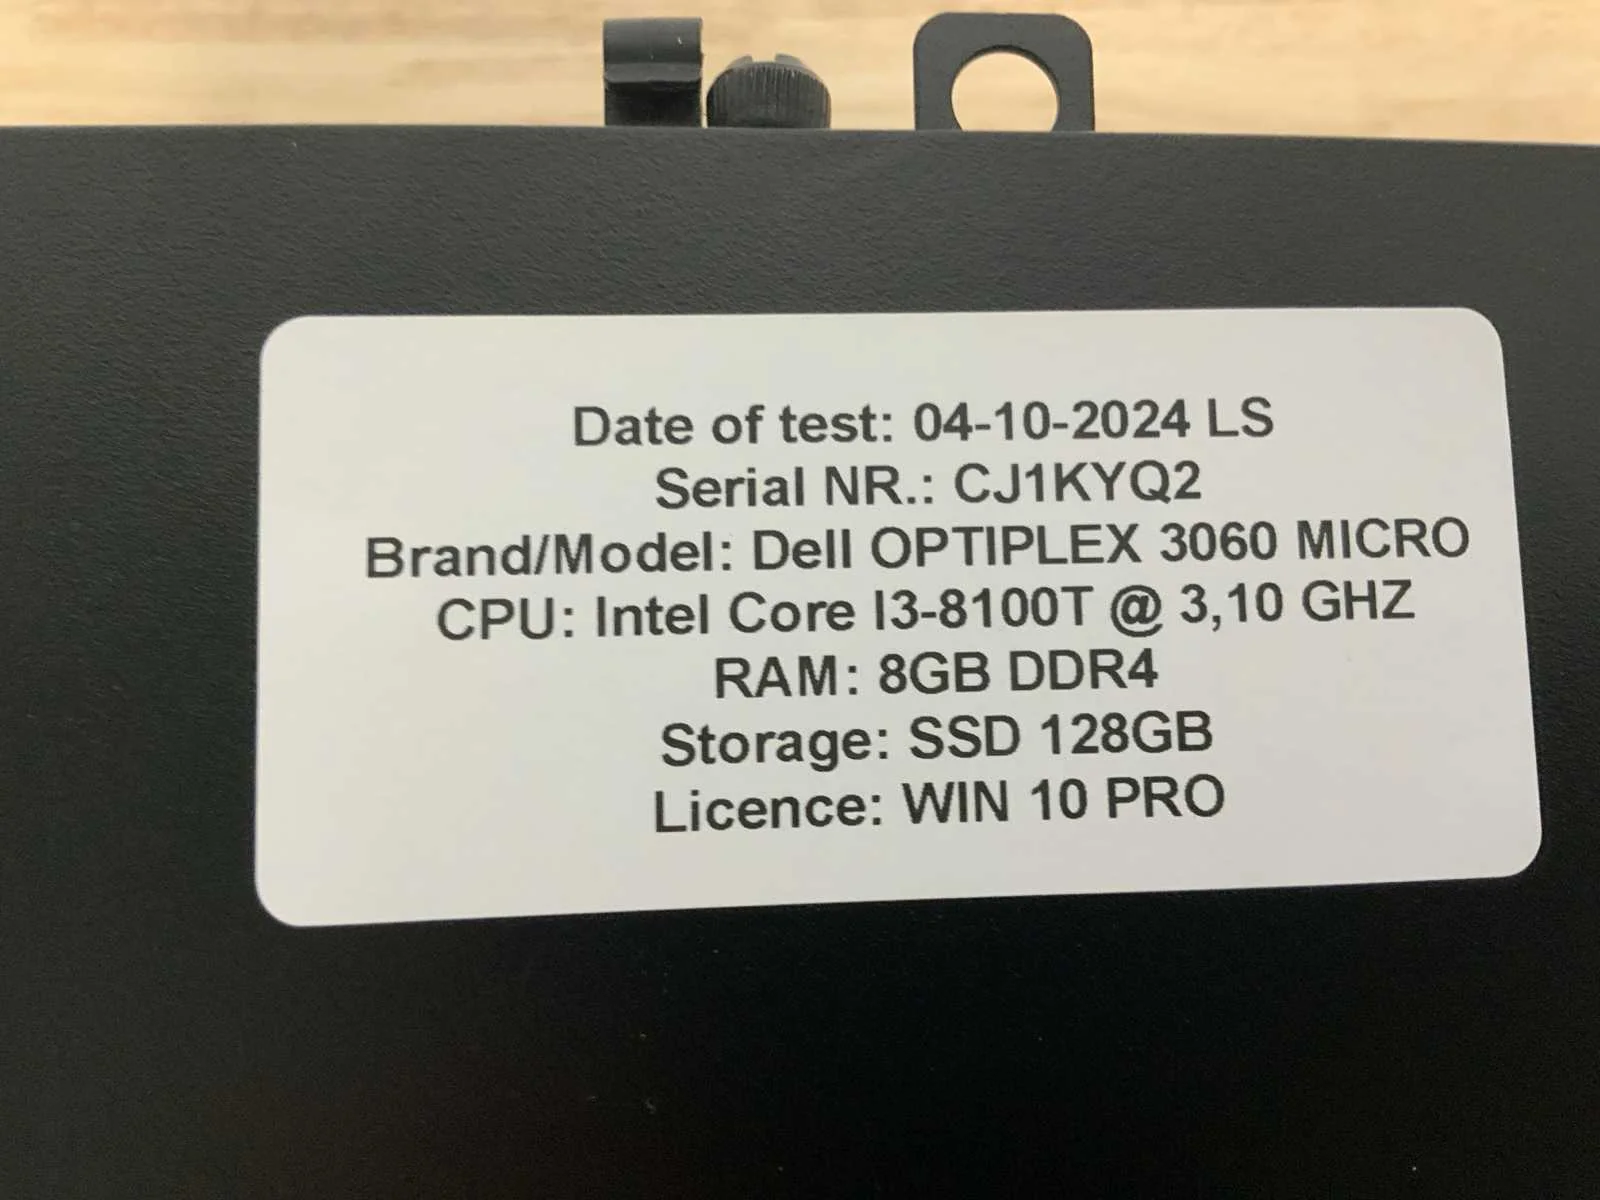 Date of test: 04-10-2024 LS
Serial NR.: CJ1KYQ2
Brand/Model: Dell OPTIPLEX 3060 MICRO
CPU: Intel Core I3-8100T @ 3,10 GHZ
RAM: 8GB DDR4
Storage: SSD 128GB
Licence: WIN 10 PRO